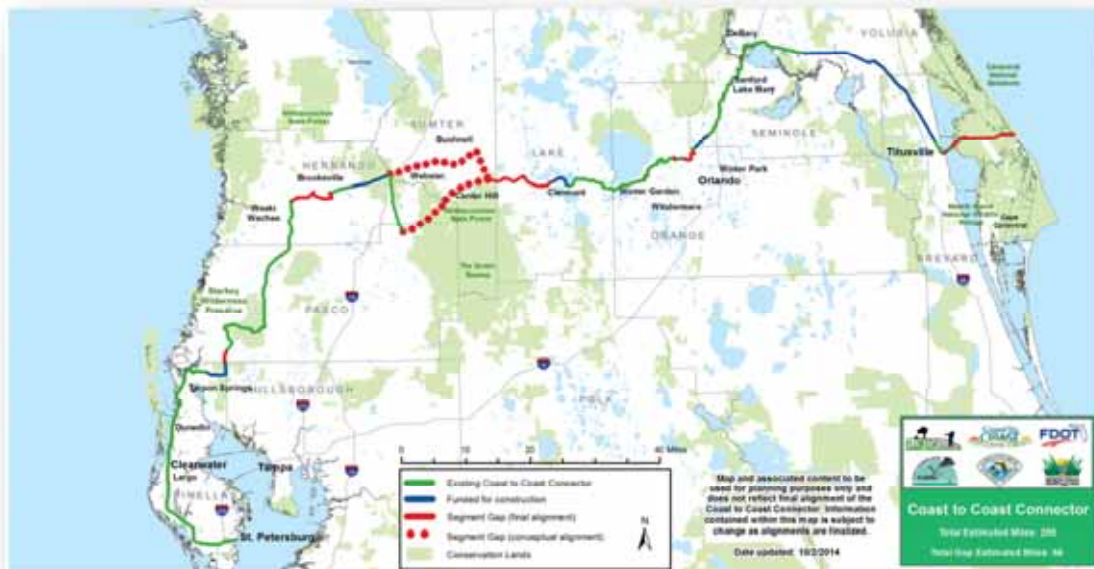 DeBary
VOLUSIA
Sanford
Lake Mary
SEMINOLE
Titusville
SUMTER
Bushnell
LAKE
HERNANDO
Brooksville
Webster
Winter Park
Orlando
Center Hill
Clermont
Winter Garden
Windermere
Weeki
Wachee
ORANGE
Cape
Canaveral
BREVARD
The Green
Swamp
Starkey
Wilderness
Preserve
PASCO
Tarpon Springs
HILLSBOROUGH
POLK
Dunedin
Clearwater
Largo
Tampa
PINELLAS
St. Petersburg
0
40 Miles
Existing Coast to Coast Connector
Funded for construction
Segment Gap (final alignment)
Segment Gap (conceptual alignment)
Conservation Lands
N
Map and associated content to be
used for planning purposes only and
does not reflect final alignment of the
Coast to Coast Connector. Information
contained within this map is subject to
change as alignments are finalized.
Date updated: 10/2/2014
FDOT
Coast to Coast Connector
Total Estimated Miles:
Total Gap Estimated Miles: